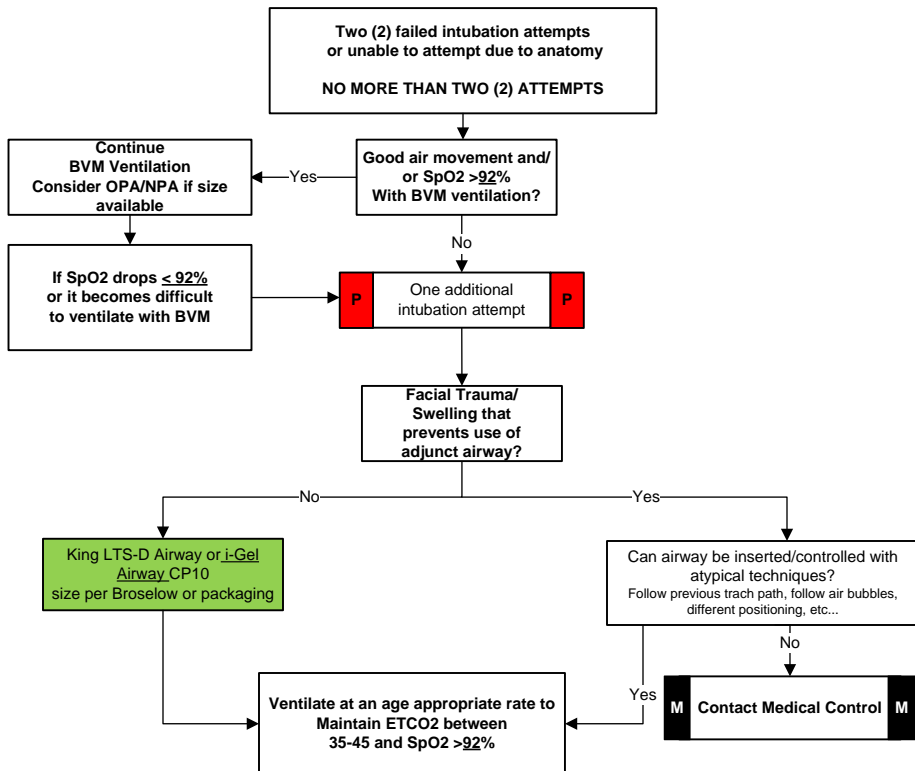 Two (2) failed intubation attempts
or unable to attempt due to anatomy
NO MORE THAN TWO (2) ATTEMPTS
Good air movement and/
or SpO2 >92%
With BVM ventilation?
Yes
Continue
BVM Ventilation
Consider OPA/NPA if size
available
If SpO2 drops < 92%
or it becomes difficult
to ventilate with BVM
No
P
One additional
intubation attempt
P
Facial Trauma/
Swelling that
prevents use of
adjunct airway?
No
Yes
King LTS-D Airway or i-Gel
Airway CP10
size per Broselow or packaging
Can airway be inserted/controlled with
atypical techniques?
Follow previous trach path, follow air bubbles,
different positioning, etc...
No
Yes
M
Contact Medical Control
M
Ventilate at an age appropriate rate to
Maintain ETCO2 between
35-45 and SpO2 >92%